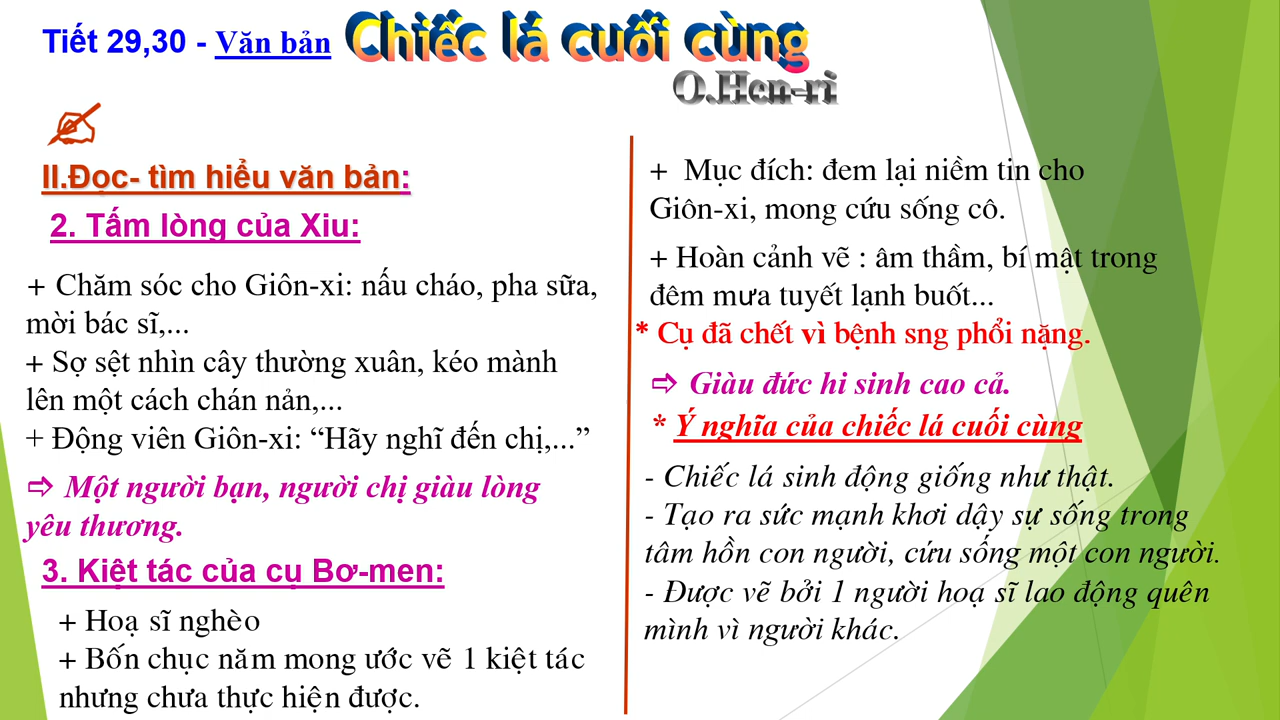 Tiết 29,30 - Văn bản Chiếc lá cuối cùng
O.Hen-ri
II.Đọc- tìm hiểu văn bản:
2. Tấm lòng của Xiu:
+ Chăm sóc cho Giôn-xi: nấu cháo, pha sữa,
mời bác sĩ,...
+ Sợ sệt nhìn cây thường xuân, kéo mành
lên một cách chán nản,...
+ Động viên Giôn-xi: “Hãy nghĩ đến chị,...”
⇨ Một người bạn, người chị giàu lòng
yêu thương.
3. Kiệt tác của cụ Bơ-men:
+ Hoạ sĩ nghèo
+ Bốn chục năm mong ước vẽ 1 kiệt tác
nhưng chưa thực hiện được.
+ Mục đích: đem lại niềm tin cho
Giôn-xi, mong cứu sống cô.
+ Hoàn cảnh vẽ : âm thầm, bí mật trong
đêm mưa tuyết lạnh buốt...
* Cụ đã chết vì bệnh sng phổi nặng.
⇨ Giàu đức hi sinh cao cả.
* Ý nghĩa của chiếc lá cuối cùng
- Chiếc lá sinh động giống như thật.
- Tạo ra sức mạnh khơi dậy sự sống trong
tâm hồn con người, cứu sống một con người.
- Được vẽ bởi 1 người hoạ sĩ lao động quên
mình vì người khác.